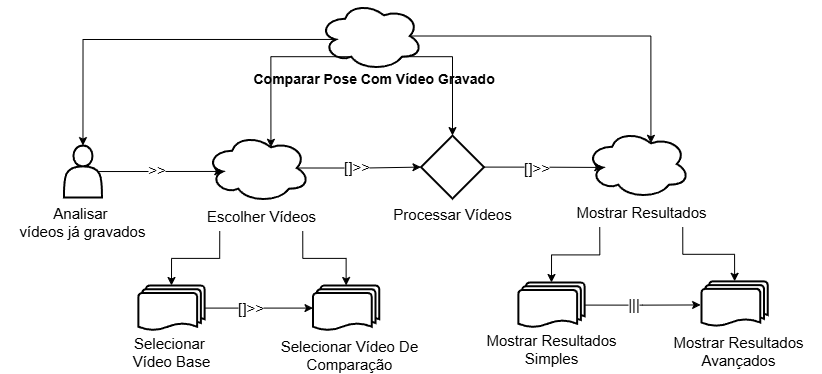 Comparar Pose Com Vídeo Gravado
>>
[]>>
[]>>
Analisar
vídeos já gravados
Escolher Vídeos
Processar Vídeos
Mostrar Resultados
[]>>
|||
Selecionar
Vídeo Base
Selecionar Vídeo De
Comparação
Mostrar Resultados
Simples
Mostrar Resultados
Avançados